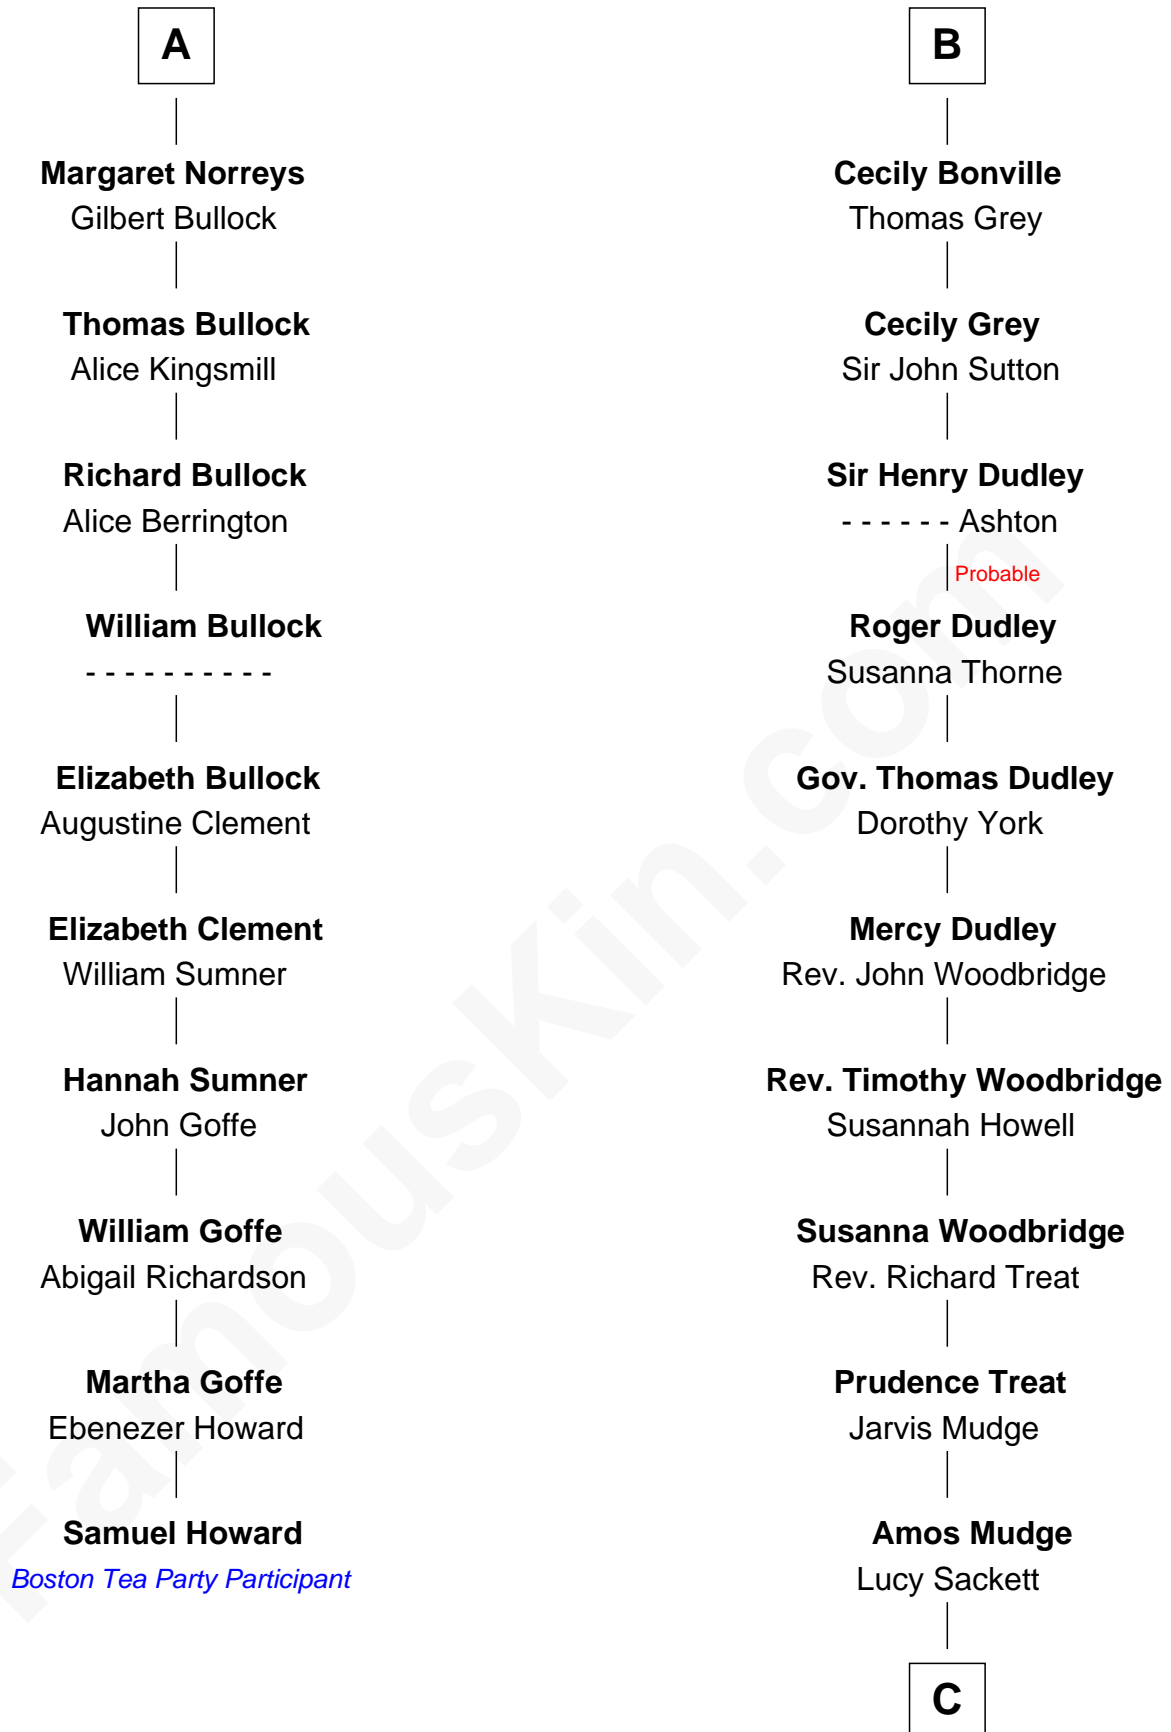 A
Margaret Norreys
Gilbert Bullock
Thomas Bullock
Alice Kingsmill
Richard Bullock
Alice Berrington
William Bullock
- - - - - - - - - -
Elizabeth Bullock
Augustine Clement
Elizabeth Clement
William Sumner
Hannah Sumner
John Goffe
William Goffe
Abigail Richardson
Martha Goffe
Ebenezer Howard
Samuel Howard
Boston Tea Party Participant
B
Cecily Bonville
Thomas Grey
Cecily Grey
Sir John Sutton
Sir Henry Dudley
- - - - - - Ashton
Probable
Roger Dudley
Susanna Thorne
Gov. Thomas Dudley
Dorothy York
Mercy Dudley
Rev. John Woodbridge
Rev. Timothy Woodbridge
Susannah Howell
Susanna Woodbridge
Rev. Richard Treat
Prudence Treat
Jarvis Mudge
Amos Mudge
Lucy Sackett
C
FamousKin.com